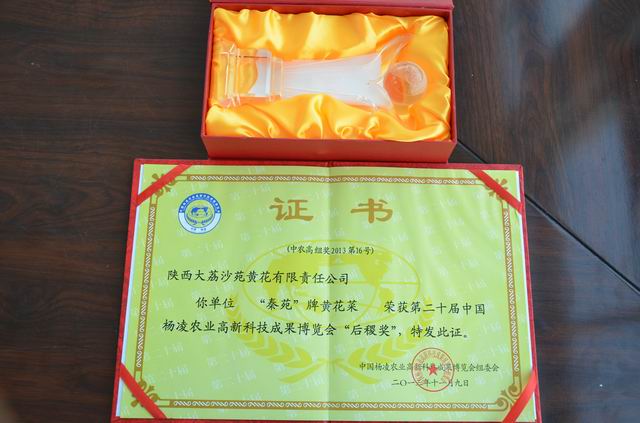 证书
(中农高组奖2013第16号)
陕西大荔沙苑黄花有限责任公司
你单位 “秦苑”牌黄花菜 荣获第二十届中国
杨凌农业高新科技成果博览会“后稷奖”，特发此证。
中国杨凌农业高新科技成果博览会组委会
二〇一三年十一月九日